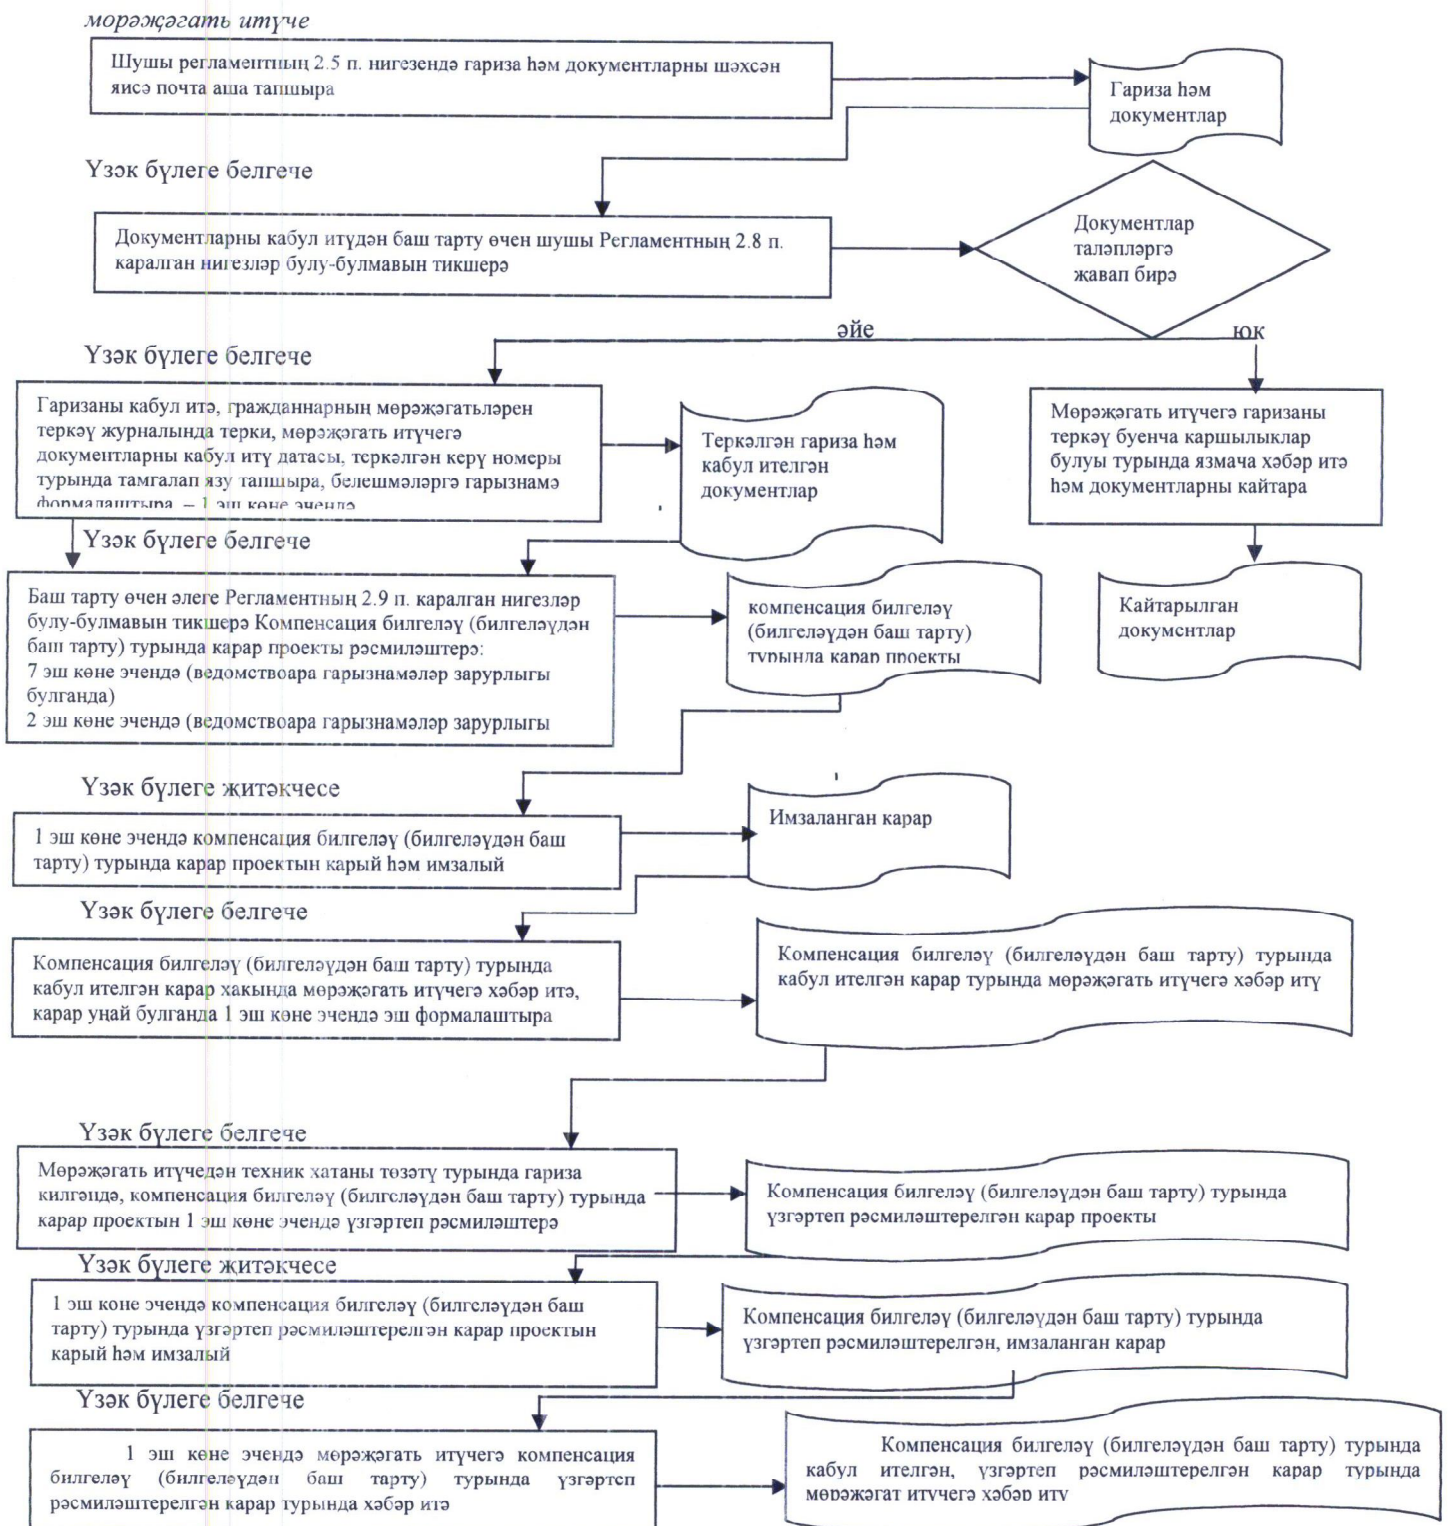 мөрәҗәгать итүче
Шушы регламентның 2.5 п. нигезендә гариза һәм документларны шәхсән
яисә почта аша тапшыра
Гариза һәм
документлар
Үзәк бүлеге белгече
Документларны кабул итүдән баш тарту өчен шушы Регламентның 2.8 п.
каралган нигезләр булу-булмавын тикшерә
Документлар
таләпләргә
җавап бирә
әйе
юк
Үзәк бүлеге белгече
Гаризаны кабул итә, гражданнарның мөрәҗәгатьләрен
теркәү журналында терки, мөрәҗәгать итүчегә
документларны кабул итү датасы, теркәлгән керү номеры
турында тамгалап язу тапшыра, белешмәләргә гарызнамә
формалаштыра – 1 эш көне эчендә
Теркәлгән гариза һәм
кабул ителгән
документлар
Мөрәҗәгать итүчегә гаризаны
теркәү буенча каршылыклар
булуы турында язмача хәбәр итә
һәм документларны кайтара
Үзәк бүлеге белгече
Баш тарту өчен әлеге Регламентның 2.9 п. каралган нигезләр
булу-булмавын тикшерә Компенсация билгеләү (билгеләүдән
баш тарту) турында карар проекты рәсмиләштерә:
7 эш көне эчендә (ведомствоара гарызнамәләр зарурлыгы
булганда)
2 эш көне эчендә (ведомствоара гарызнамәләр зарурлыгы
компенсация билгеләү
(билгеләүдән баш тарту)
турында карар проекты
Кайтарылган
документлар
Үзәк бүлеге җитәкчесе
1 эш көне эчендә компенсация билгеләү (билгеләүдән баш
тарту) турында карар проектын карый һәм имзалый
Имзаланган карар
Үзәк бүлеге белгече
Компенсация билгеләү (билгеләүдән баш тарту) турында
кабул ителгән карар хакында мөрәҗәгать итүчегә хәбәр итә,
карар уңай булганда 1 эш көне эчендә эш формалаштыра
Компенсация билгеләү (билгеләүдән баш тарту) турында
кабул ителгән карар турында мөрәҗәгать итүчегә хәбәр итү
Үзәк бүлеге белгече
Мөрәҗәгать итүчедән техник хатаны төзәтү турында гариза
килгәндә, компенсация билгеләү (билгеләүдән баш тарту) турында
карар проектын 1 эш көне эчендә үзгәртеп рәсмиләштерә
Компенсация билгеләү (билгеләүдән баш тарту) турында
үзгәртеп рәсмиләштерелгән карар проекты
Үзәк бүлеге җитәкчесе
1 эш көне эчендә компенсация билгеләү (билгеләүдән баш
тарту) турында үзгәртеп рәсмиләштерелгән карар проектын
карый һәм имзалый
Компенсация билгеләү (билгеләүдән баш тарту) турында
үзгәртеп рәсмиләштерелгән, имзаланган карар
Үзәк бүлеге белгече
1 эш көне эчендә мөрәҗәгать итүчегә компенсация
билгеләү (билгеләүдән баш тарту) турында үзгәртеп
рәсмиләштерелгән карар турында хәбәр итә
Компенсация билгеләү (билгеләүдән баш тарту) турында
кабул ителгән, үзгәртеп рәсмиләштерелгән карар турында
мөрәҗәгат итүчегә хәбәр итү